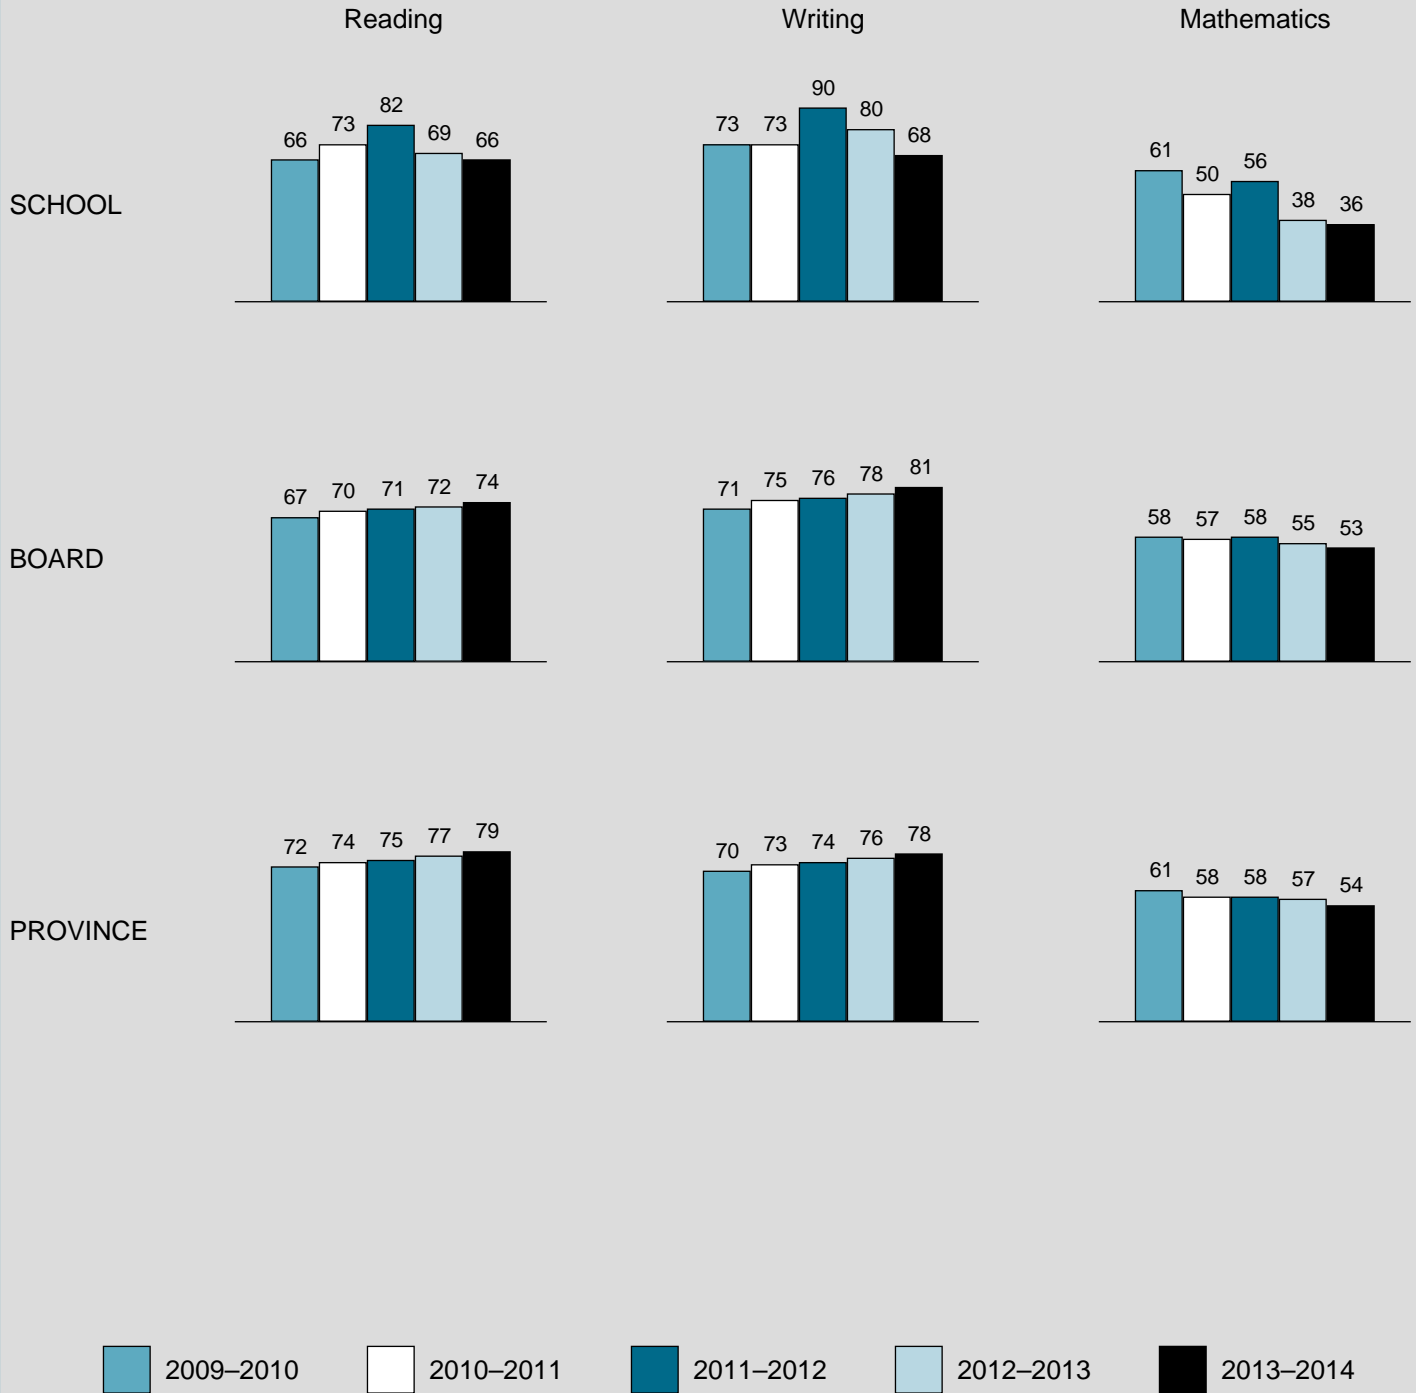 Reading Writing Mathematics
SCHOOL
66 73 82 69 66
73 73 90 80 68
61 50 56 38 36
BOARD
67 70 71 72 74
71 75 76 78 81
58 57 58 55 53
PROVINCE
72 74 75 77 79
70 73 74 76 78
61 58 58 57 54
2009–2010 2010–2011 2011–2012 2012–2013 2013–2014